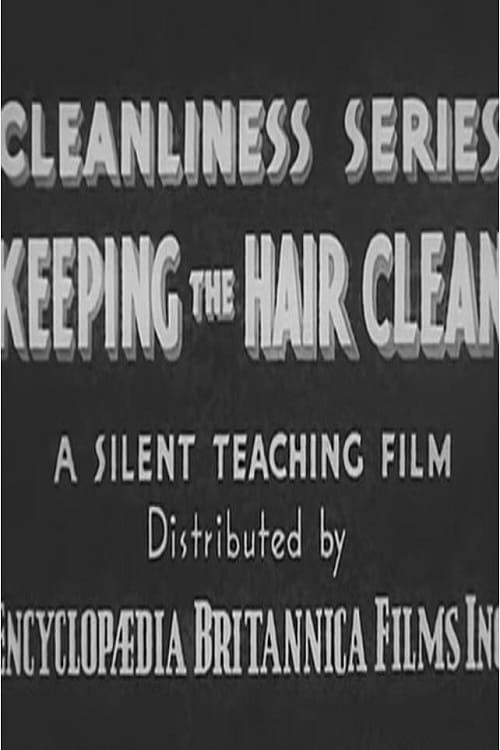 CLEANLINESS SERIES
KEEPING THE HAIR CLEAN
A SILENT TEACHING FILM
Distributed by
ENCYCLOPÆDIA BRITANNICA FILMS INC